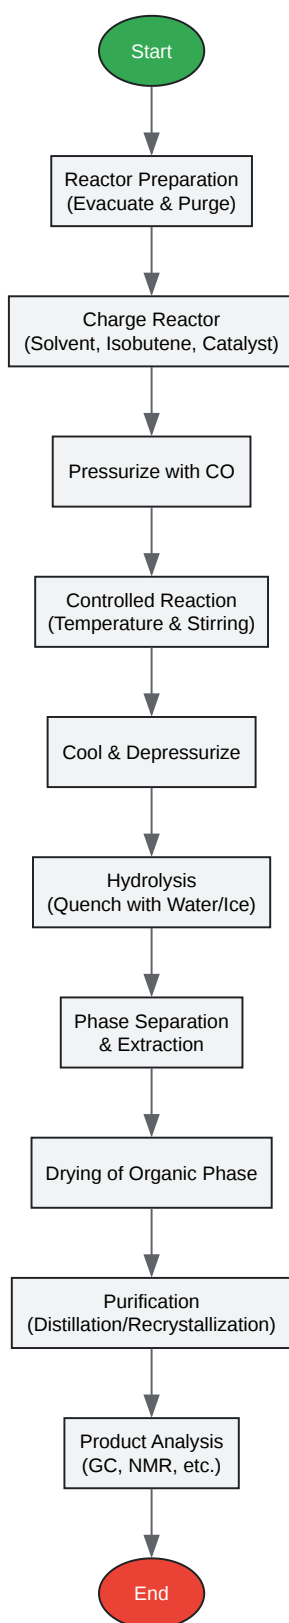 Start
Reactor Preparation
(Evacuate & Purge)
Charge Reactor
(Solvent, Isobutene, Catalyst)
Pressurize with CO
Controlled Reaction
(Temperature & Stirring)
Cool & Depressurize
Hydrolysis
(Quench with Water/Ice)
Phase Separation
& Extraction
Drying of Organic Phase
Purification
(Distillation/Recrystallization)
Product Analysis
(GC, NMR, etc.)
End